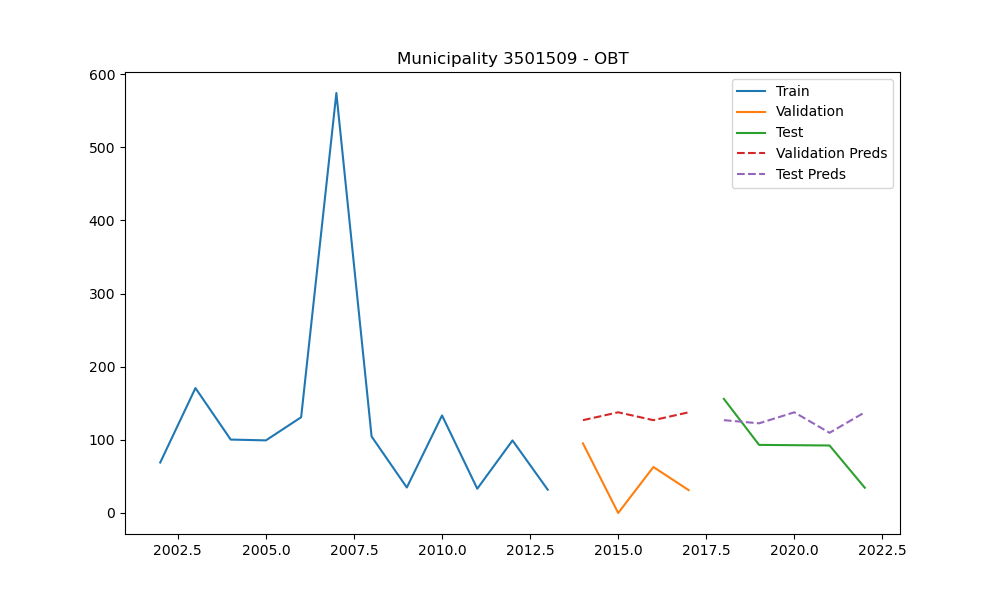 Municipality 3501509 - OBT
600
500
400
300
200
100
0
2002.5 2005.0 2007.5 2010.0 2012.5 2015.0 2017.5 2020.0 2022.5
Train
Validation
Test
Validation Preds
Test Preds